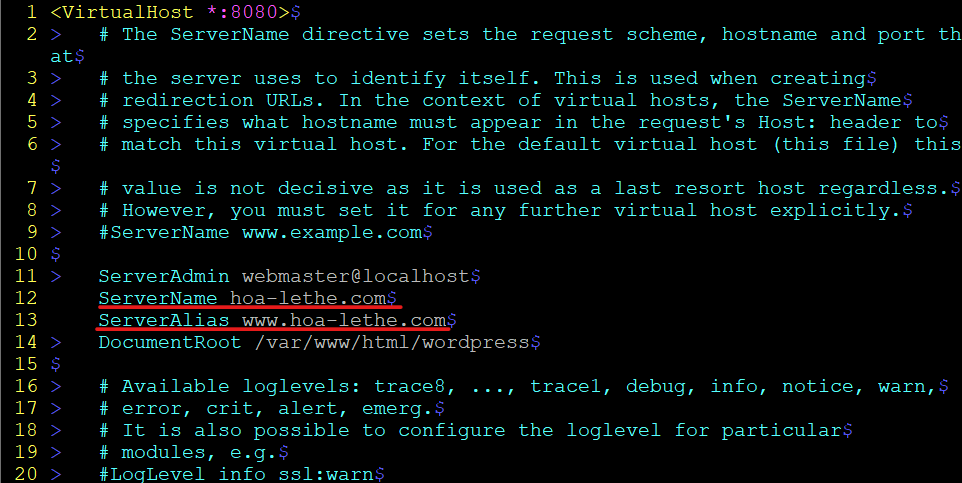 1 <VirtualHost *:8080>$
2 >   # The ServerName directive sets the request scheme, hostname and port th
at$
3 >   # the server uses to identify itself. This is used when creating$
4 >   # redirection URLs. In the context of virtual hosts, the ServerName$
5 >   # specifies what hostname must appear in the request's Host: header to$
6 >   # match this virtual host. For the default virtual host (this file) this
$
7 >   # value is not decisive as it is used as a last resort host regardless.$
8 >   # However, you must set it for any further virtual host explicitly.$
9 >   #ServerName www.example.com$
10 $
11 >   ServerAdmin webmaster@localhost$
12     ServerName hoa-lethe.com$
13     ServerAlias www.hoa-lethe.com$
14 >   DocumentRoot /var/www/html/wordpress$
15 $
16 >   # Available loglevels: trace8, ..., trace1, debug, info, notice, warn,$
17 >   # error, crit, alert, emerg.$
18 >   # It is also possible to configure the loglevel for particular$
19 >   # modules, e.g.$
20 >   #LogLevel info ssl:warn$